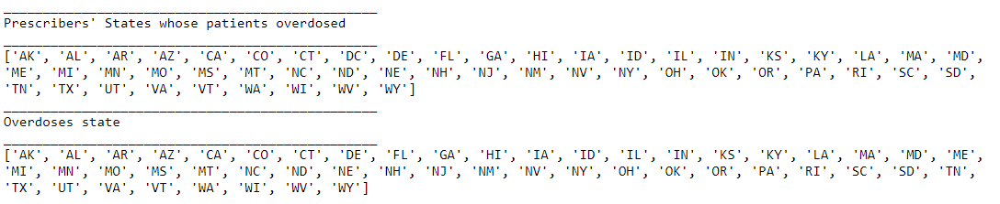 ________________________________________________
Prescribers' States whose patients overdosed
________________________________________________
['AK', 'AL', 'AR', 'AZ', 'CA', 'CO', 'CT', 'DC', 'DE', 'FL', 'GA', 'HI', 'IA', 'ID', 'IL', 'IN', 'KS', 'KY', 'LA', 'MA', 'MD',
'ME', 'MI', 'MN', 'MO', 'MS', 'MT', 'NC', 'ND', 'NE', 'NH', 'NJ', 'NM', 'NV', 'NY', 'OH', 'OK', 'OR', 'PA', 'RI', 'SC', 'SD',
'TN', 'TX', 'UT', 'VA', 'VT', 'WA', 'WI', 'WV', 'WY']
________________________________________________
Overdoses state
________________________________________________
['AK', 'AL', 'AR', 'AZ', 'CA', 'CO', 'CT', 'DE', 'FL', 'GA', 'HI', 'IA', 'ID', 'IL', 'IN', 'KS', 'KY', 'LA', 'MA', 'MD', 'ME',
'MI', 'MN', 'MO', 'MS', 'MT', 'NC', 'ND', 'NE', 'NH', 'NJ', 'NM', 'NV', 'NY', 'OH', 'OK', 'OR', 'PA', 'RI', 'SC', 'SD', 'TN',
'TX', 'UT', 'VA', 'VT', 'WA', 'WI', 'WV', 'WY']